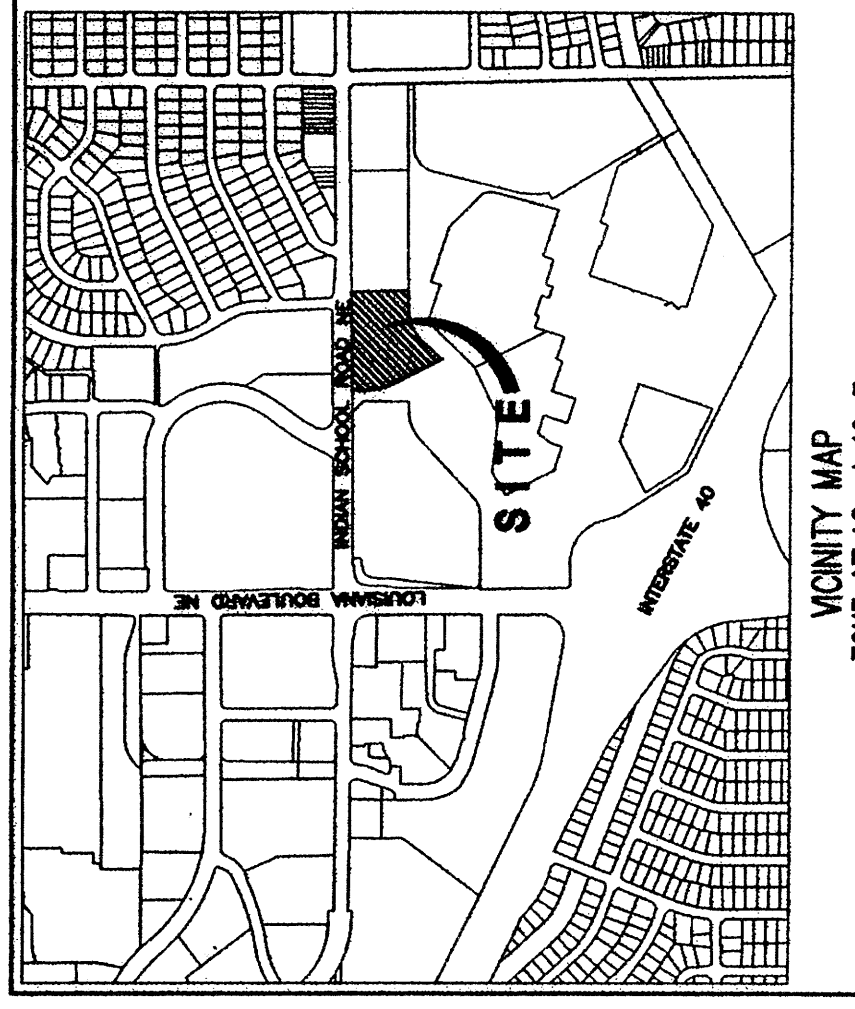 INDIAN SCHOOL ROAD NE
SITE
LOUISIANA BOULEVARD NE
INTERSTATE 40
VICINITY MAP